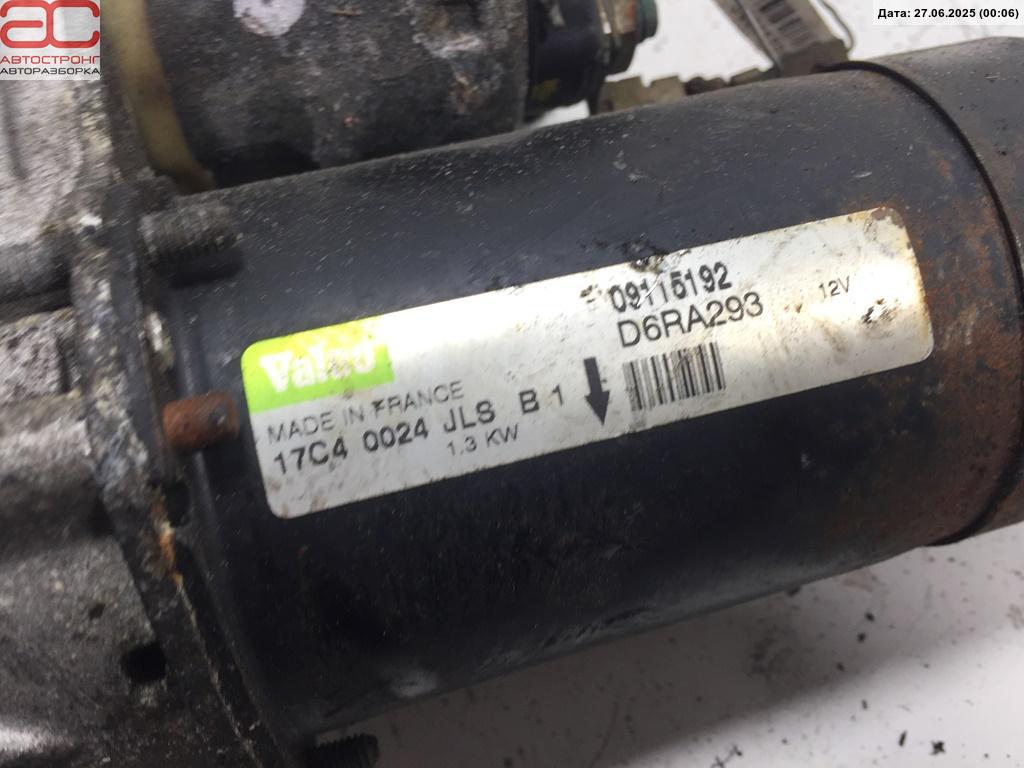 АС
АВТОСТРОНГ
АВТОРАЗБОРКА
Дата: 27.06.2025 (00:06)
09115192
D6RA293
12V
Valeo
MADE IN FRANCE
17C4 0024 JLS B 1
1.3 KW